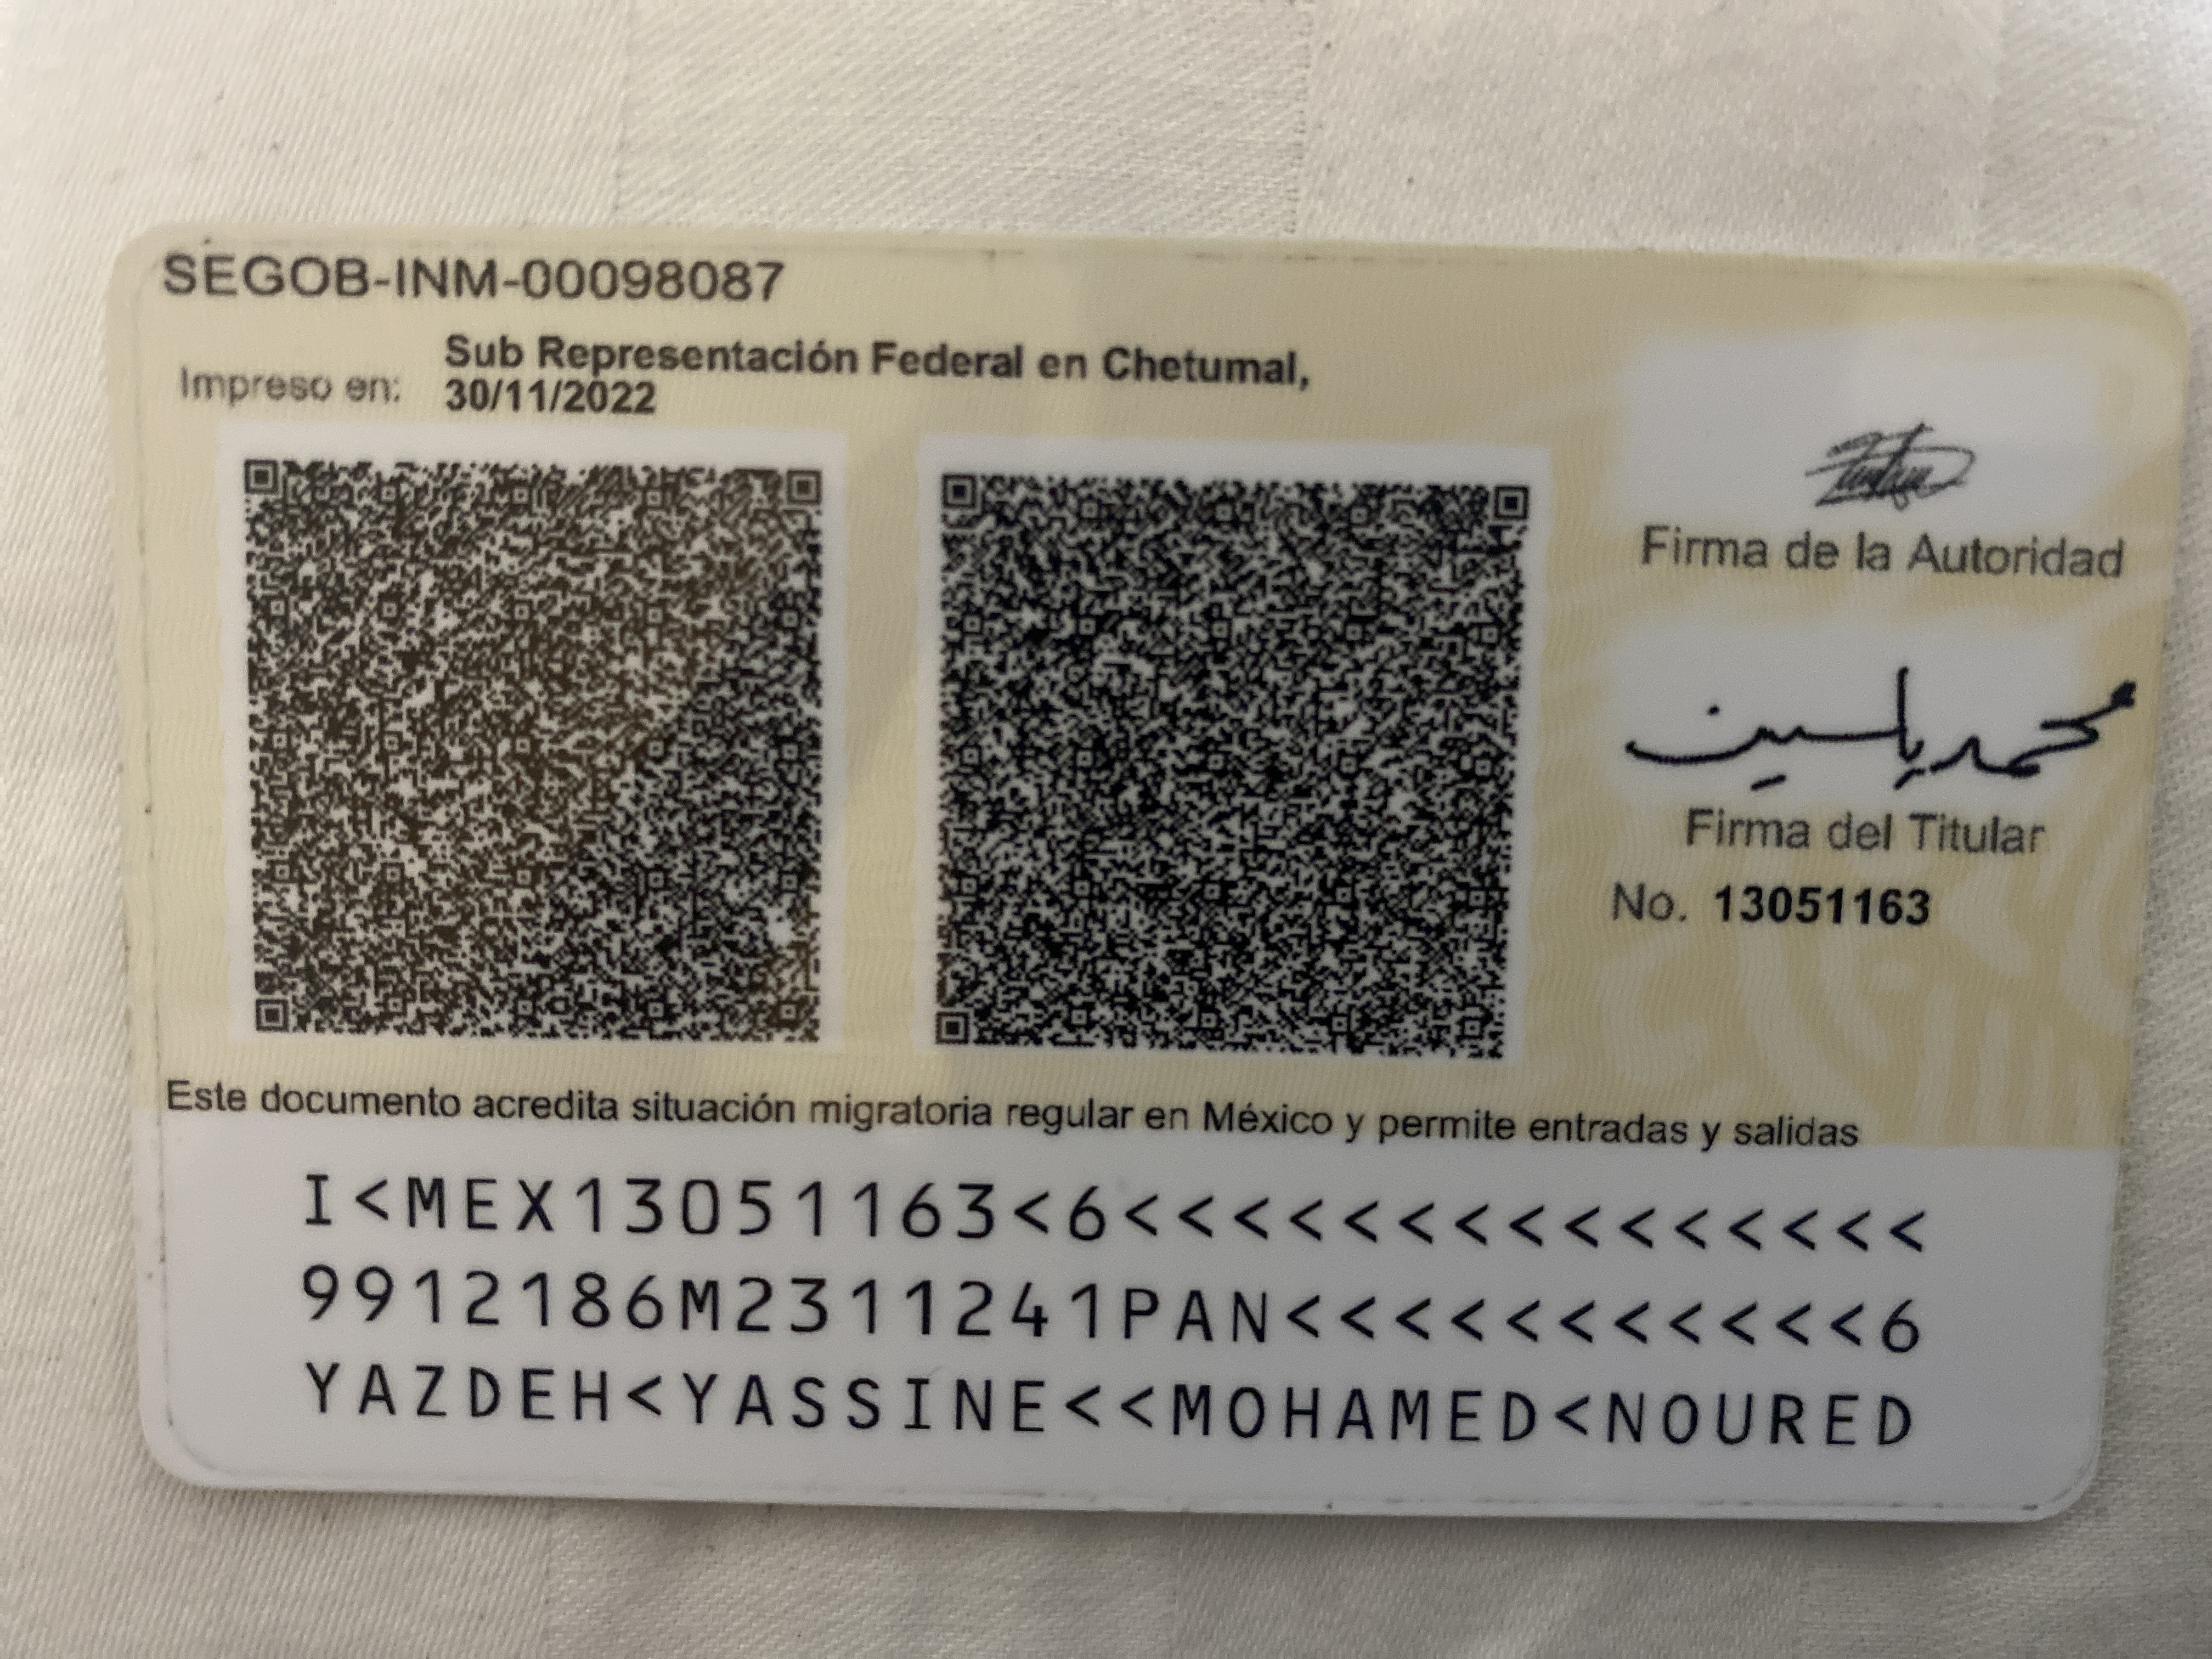 SEGOB-INM-00098087
Impreso en: Sub Representación Federal en Chetumal,
30/11/2022
Firma de la Autoridad
محمد ياسين
Firma del Titular
No. 13051163
Este documento acredita situación migratoria regular en México y permite entradas y salidas
I<MEX13051163<6<<<<<<<<<<<<<<<
9912186M2311241PAN<<<<<<<<<<<6
YAZDEH<YASSINE<<MOHAMED<NOURED